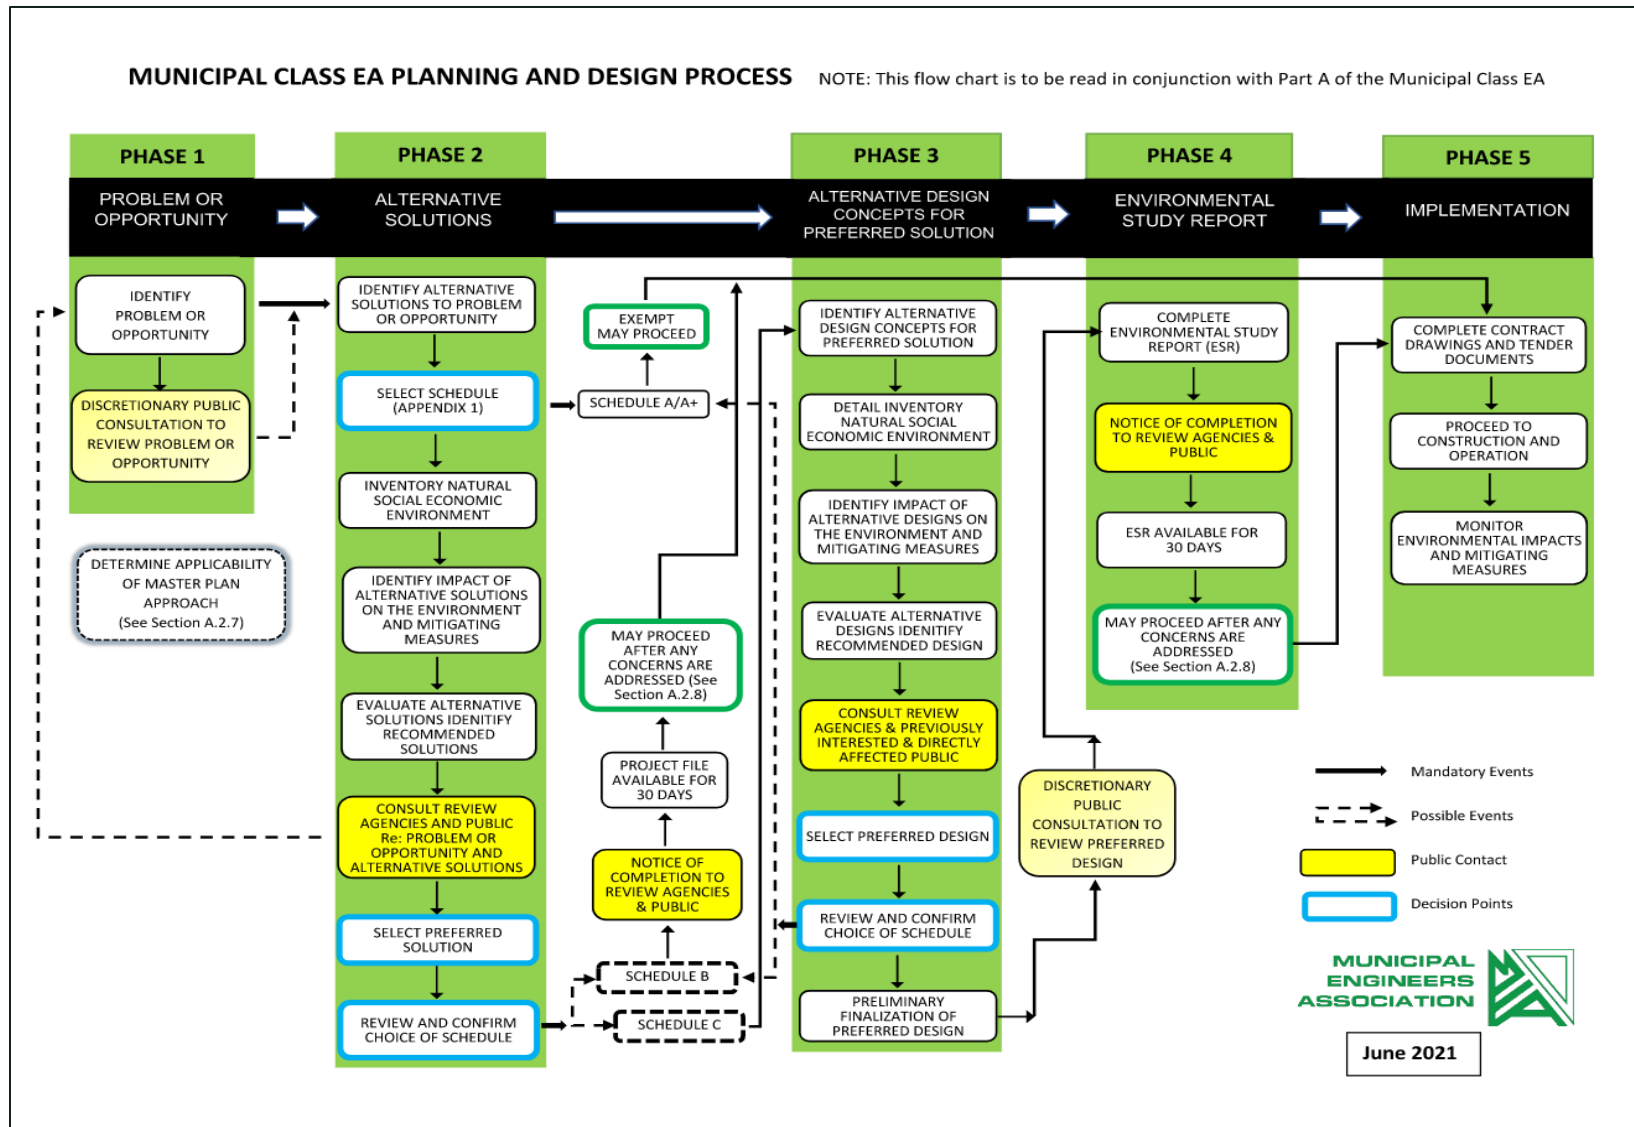 MUNICIPAL CLASS EA PLANNING AND DESIGN PROCESS
NOTE: This flow chart is to be read in conjunction with Part A of the Municipal Class EA
PHASE 1
PROBLEM OR
OPPORTUNITY
IDENTIFY
PROBLEM OR
OPPORTUNITY
DISCRETIONARY PUBLIC
CONSULTATION TO
REVIEW PROBLEM OR
OPPORTUNITY
DETERMINE APPLICABILITY
OF MASTER PLAN
APPROACH
(See Section A.2.7)
PHASE 2
ALTERNATIVE
SOLUTIONS
IDENTIFY ALTERNATIVE
SOLUTIONS TO PROBLEM
OR OPPORTUNITY
SELECT SCHEDULE
(APPENDIX 1)
INVENTORY NATURAL
SOCIAL ECONOMIC
ENVIRONMENT
IDENTIFY IMPACT OF
ALTERNATIVE SOLUTIONS
ON THE ENVIRONMENT
AND MITIGATING
MEASURES
EVALUATE ALTERNATIVE
SOLUTIONS IDENITIFY
RECOMMENDED
SOLUTIONS
CONSULT REVIEW
AGENCIES AND PUBLIC
Re: PROBLEM OR
OPPORTUNITY AND
ALTERNATIVE SOLUTIONS
SELECT PREFERRED
SOLUTION
REVIEW AND CONFIRM
CHOICE OF SCHEDULE
EXEMPT
MAY PROCEED
SCHEDULE A/A+
MAY PROCEED
AFTER ANY
CONCERNS ARE
ADDRESSED (See
Section A.2.8)
PROJECT FILE
AVAILABLE FOR
30 DAYS
NOTICE OF
COMPLETION TO
REVIEW AGENCIES
& PUBLIC
SCHEDULE B
SCHEDULE C
PHASE 3
ALTERNATIVE DESIGN
CONCEPTS FOR
PREFERRED SOLUTION
IDENTIFY ALTERNATIVE
DESIGN CONCEPTS FOR
PREFERRED SOLUTION
DETAIL INVENTORY
NATURAL SOCIAL
ECONOMIC ENVIRONMENT
IDENTIFY IMPACT OF
ALTERNATIVE DESIGNS ON
THE ENVIRONMENT AND
MITIGATING MEASURES
EVALUATE ALTERNATIVE
DESIGNS IDENITIFY
RECOMMENDED DESIGN
CONSULT REVIEW
AGENCIES & PREVIOUSLY
INTERESTED & DIRECTLY
AFFECTED PUBLIC
SELECT PREFERRED DESIGN
REVIEW AND CONFIRM
CHOICE OF SCHEDULE
PRELIMINARY
FINALIZATION OF
PREFERRED DESIGN
DISCRETIONARY
PUBLIC
CONSULTATION TO
REVIEW PREFERRED
DESIGN
PHASE 4
ENVIRONMENTAL
STUDY REPORT
COMPLETE
ENVIRONMENTAL STUDY
REPORT (ESR)
NOTICE OF COMPLETION
TO REVIEW AGENCIES &
PUBLIC
ESR AVAILABLE FOR
30 DAYS
MAY PROCEED AFTER ANY
CONCERNS ARE
ADDRESSED
(See Section A.2.8)
PHASE 5
IMPLEMENTATION
COMPLETE CONTRACT
DRAWINGS AND TENDER
DOCUMENTS
PROCEED TO
CONSTRUCTION AND
OPERATION
MONITOR
ENVIRONMENTAL IMPACTS
AND MITIGATING
MEASURES
Mandatory Events
Possible Events
Public Contact
Decision Points
MUNICIPAL
ENGINEERS
ASSOCIATION
June 2021